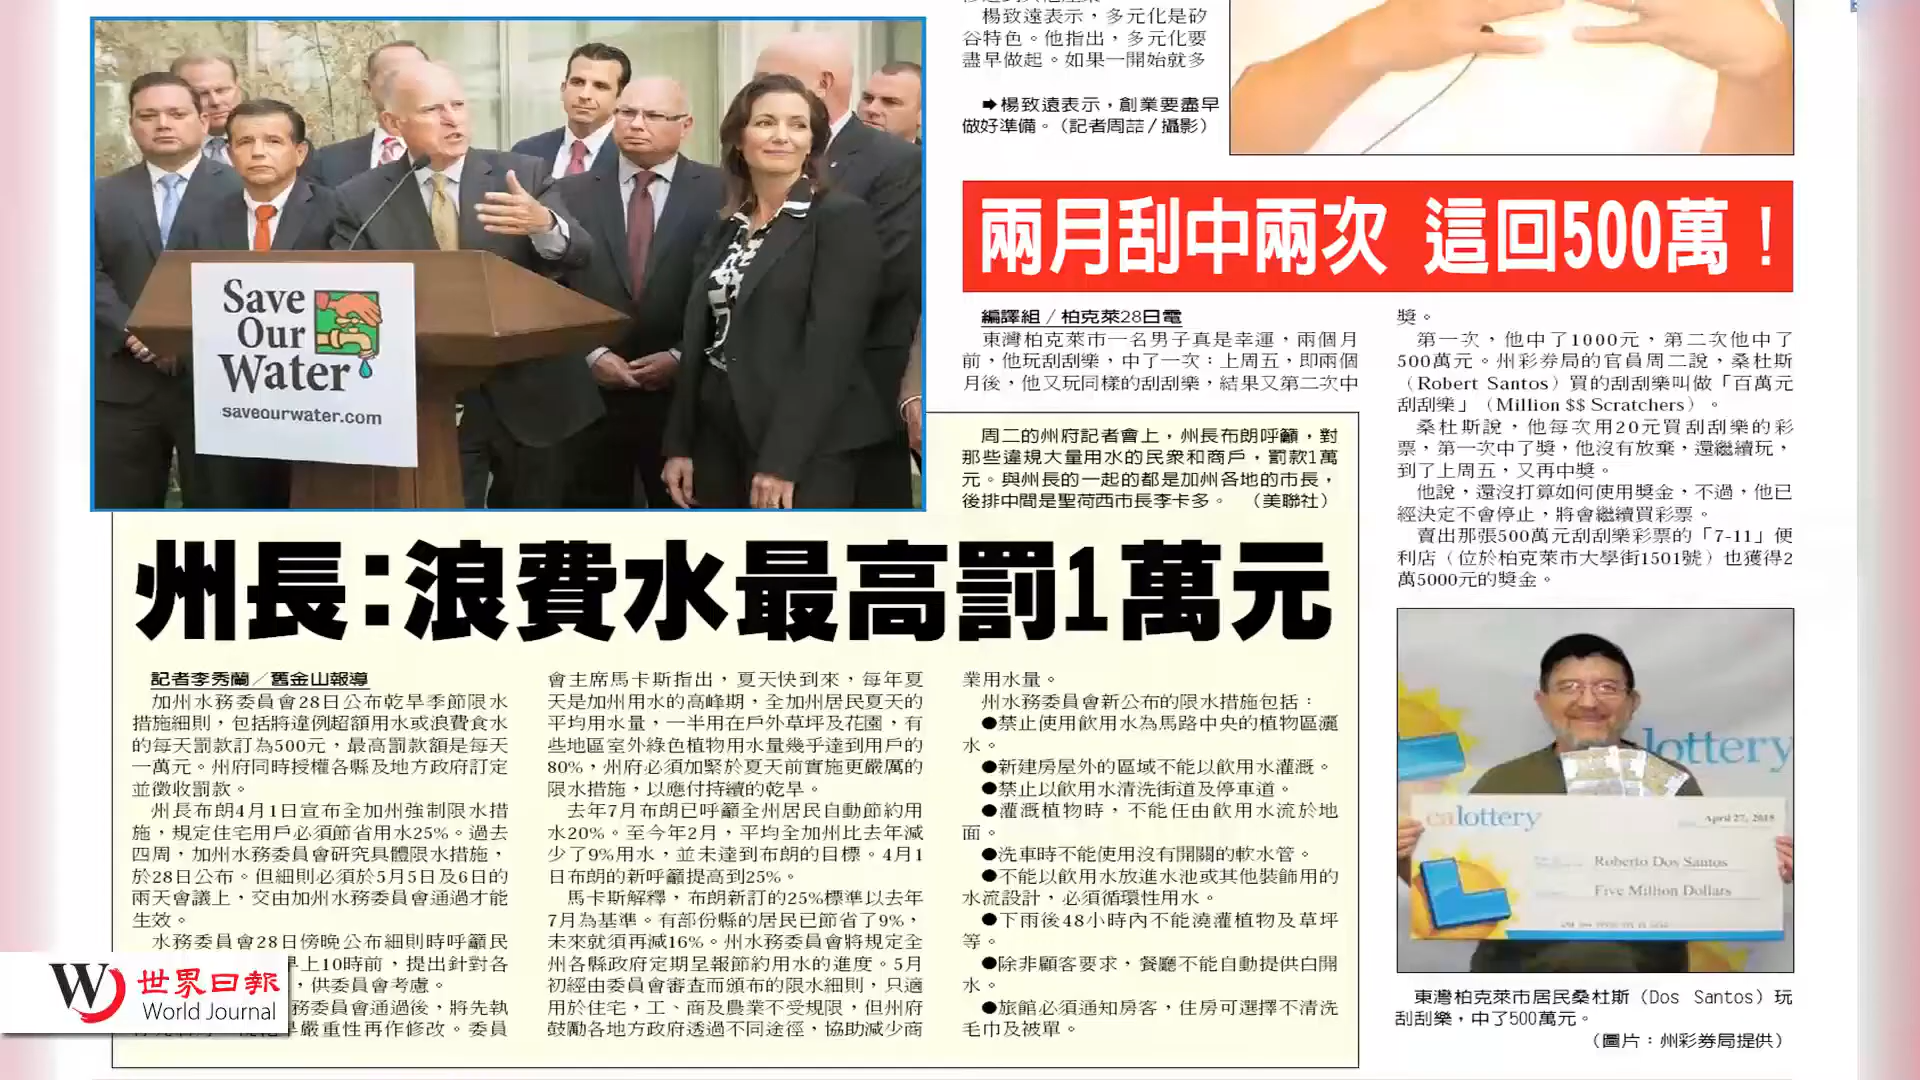 楊致遠表示，多元化是矽
谷特色。他指出，多元化要
盡早做起。如果一開始就多
➡楊致遠表示，創業要盡早
做好準備。（記者周喆／攝影）
Save
Our
Water
saveourwater.com
周二的州府記者會上，州長布朗呼籲，對
那些違規大量用水的民衆和商戶，罰款1萬
元。與州長的一起的都是加州各地的市長，
後排中間是聖荷西市長李卡多。 （美聯社）
州長：浪費水最高罰1萬元
記者李秀蘭／舊金山報導
加州水務委員會28日公布乾旱季節限水
措施細則，包括將違例超額用水或浪費食水
的每天罰款訂為500元，最高罰款額是每天
一萬元。州府同時授權各縣及地方政府訂定
並徵收罰款。
州長布朗4月1日宣布全加州強制限水措
施，規定住宅用戶必須節省用水25%。過去
四周，加州水務委員會研究具體限水措施，
於28日公布。但細則必須於5月5日及6日的
兩天會議上，交由加州水務委員會通過才能
生效。
水務委員會28日傍晚公布細則時呼籲民
早上10時前，提出針對各
，供委員會考慮。
務委員會通過後，將先執
嚴重性再作修改。委員
會主席馬卡斯指出，夏天快到來，每年夏
天是加州用水的高峰期，全加州居民夏天的
平均用水量，一半用在戶外草坪及花園，有
些地區室外綠色植物用水量幾乎達到用戶的
80%，州府必須加緊於夏天前實施更嚴厲的
限水措施，以應付持續的乾旱。
去年7月布朗已呼籲全州居民自動節約用
水20%。至今年2月，平均全加州比去年減
少了9%用水，並未達到布朗的目標。4月1
日布朗的新呼籲提高到25%。
馬卡斯解釋，布朗新訂的25%標準以去年
7月為基準。有部份縣的居民已節省了9%，
未來就須再減16%。州水務委員會將規定全
州各縣政府定期呈報節約用水的進度。5月
初經由委員會審查而頒布的限水細則，只適
用於住宅，工、商及農業不受規限，但州府
鼓勵各地方政府透過不同途徑，協助減少商
業用水量。
州水務委員會新公布的限水措施包括：
●禁止使用飲用水為馬路中央的植物區灑
水。
●新建房屋外的區域不能以飲用水灌溉。
●禁止以飲用水清洗街道及停車道。
●灌溉植物時，不能任由飲用水流於地
面。
●洗車時不能使用沒有開關的軟水管。
●不能以飲用水放進水池或其他裝飾用的
水流設計，必須循環性用水。
●下雨後48小時內不能澆灌植物及草坪
等。
●除非顧客要求，餐廳不能自動提供白開
水。
●旅館必須通知房客，住房可選擇不清洗
毛巾及被單。
兩月刮中兩次 這回500萬！
編譯組／柏克萊28日電
東灣柏克萊市一名男子真是幸運，兩個月
前，他玩刮刮樂，中了一次：上周五，即兩個
月後，他又玩同樣的刮刮樂，結果又第二次中
獎。
第一次，他中了1000元，第二次他中了
500萬元。州彩券局的官員周二說，桑杜斯
（Robert Santos）買的刮刮樂叫做「百萬元
刮刮樂」（Million $$ Scratchers）。
桑杜斯說，他每次用20元買刮刮樂的彩
票，第一次中了獎，他沒有放棄，還繼續玩，
到了上周五，又再中獎。
他說，還沒打算如何使用獎金，不過，他已
經決定不會停止，將會繼續買彩票。
賣出那張500萬元刮刮樂彩票的「7-11」便
利店（位於柏克萊市大學街1501號）也獲得2
萬5000元的獎金。
lottery
calottery
April 27, 2015
Roberto Dos Santos
Five Million Dollars
東灣柏克萊市居民桑杜斯（Dos Santos）玩
刮刮樂，中了500萬元。
（圖片：州彩券局提供）
世界日報
World Journal